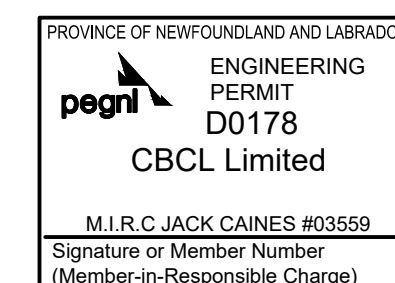 PROVINCE OF NEWFOUNDLAND AND LABRADO
pegnl
ENGINEERING
PERMIT
D0178
CBCL Limited
M.I.R.C JACK CAINES #03559
Signature or Member Number
(Member-in-Responsible Charge)